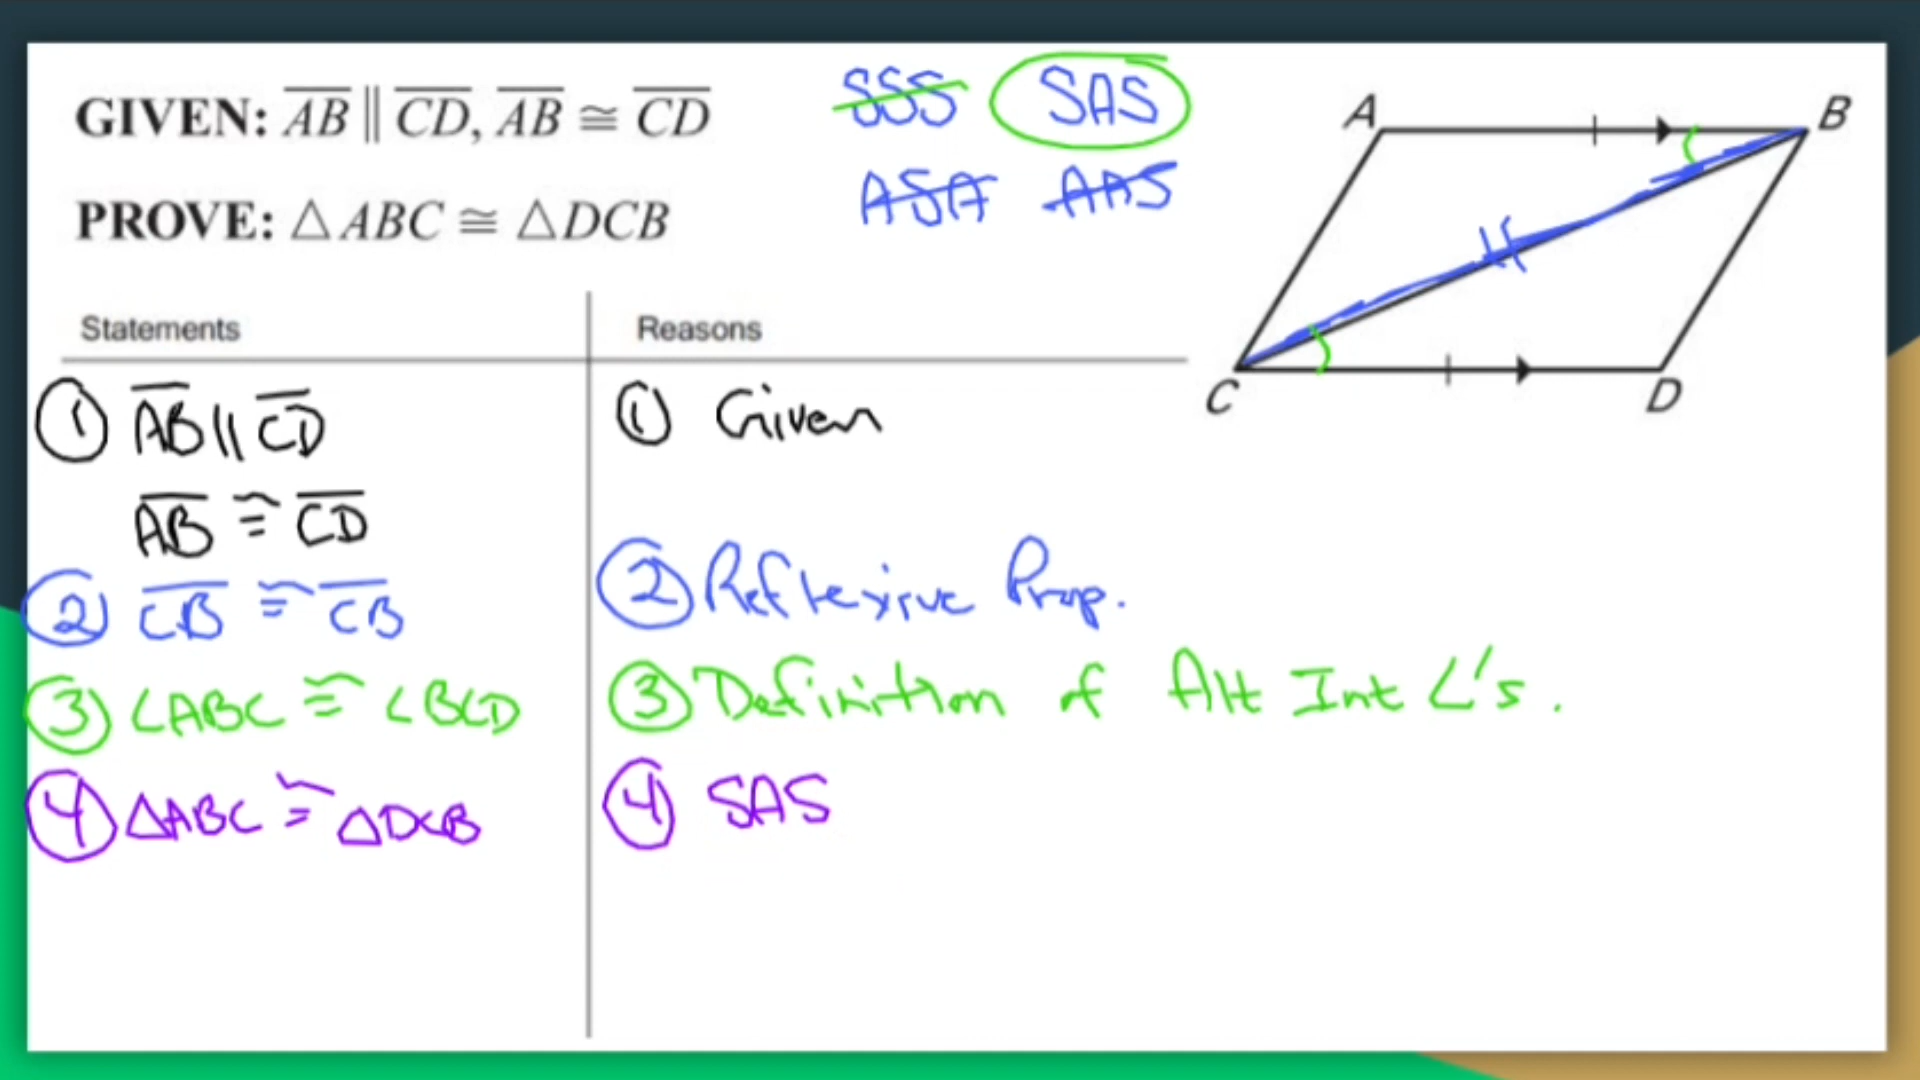 GIVEN: AB ∥ CD, AB ≅ CD
PROVE: △ABC ≅ △DCB
SSS SAS
ASA AAS
A B
C D
Statements Reasons
① AB ∥ CD ① Given
AB ≅ CD
② CB ≅ CB ② Reflexive Prop.
③ ∠ABC ≅ ∠BCD ③ Definition of Alt Int ∠'s.
④ △ABC ≅ △DCB ④ SAS